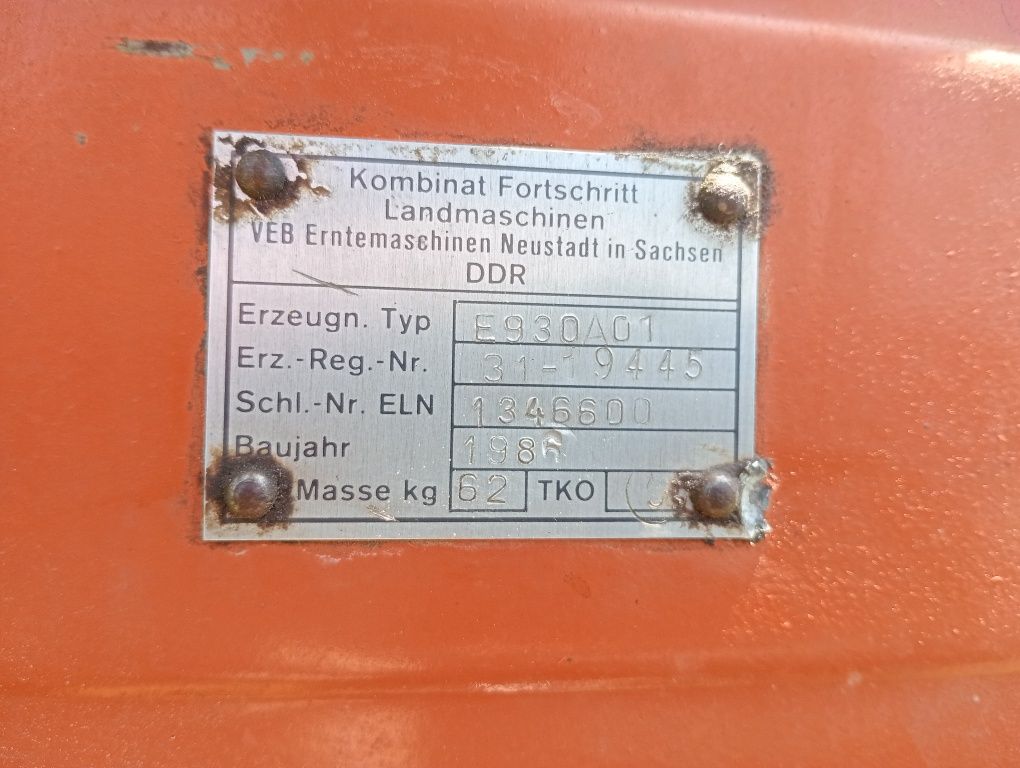 Kombinat Fortschritt
Landmaschinen
VEB Erntemaschinen Neustadt in Sachsen
DDR
Erzeugn. Typ E930A01
Erz.-Reg.-Nr. 31-19445
Schl.-Nr. ELN 1346600
Baujahr 1986
Masse kg 62 TKO